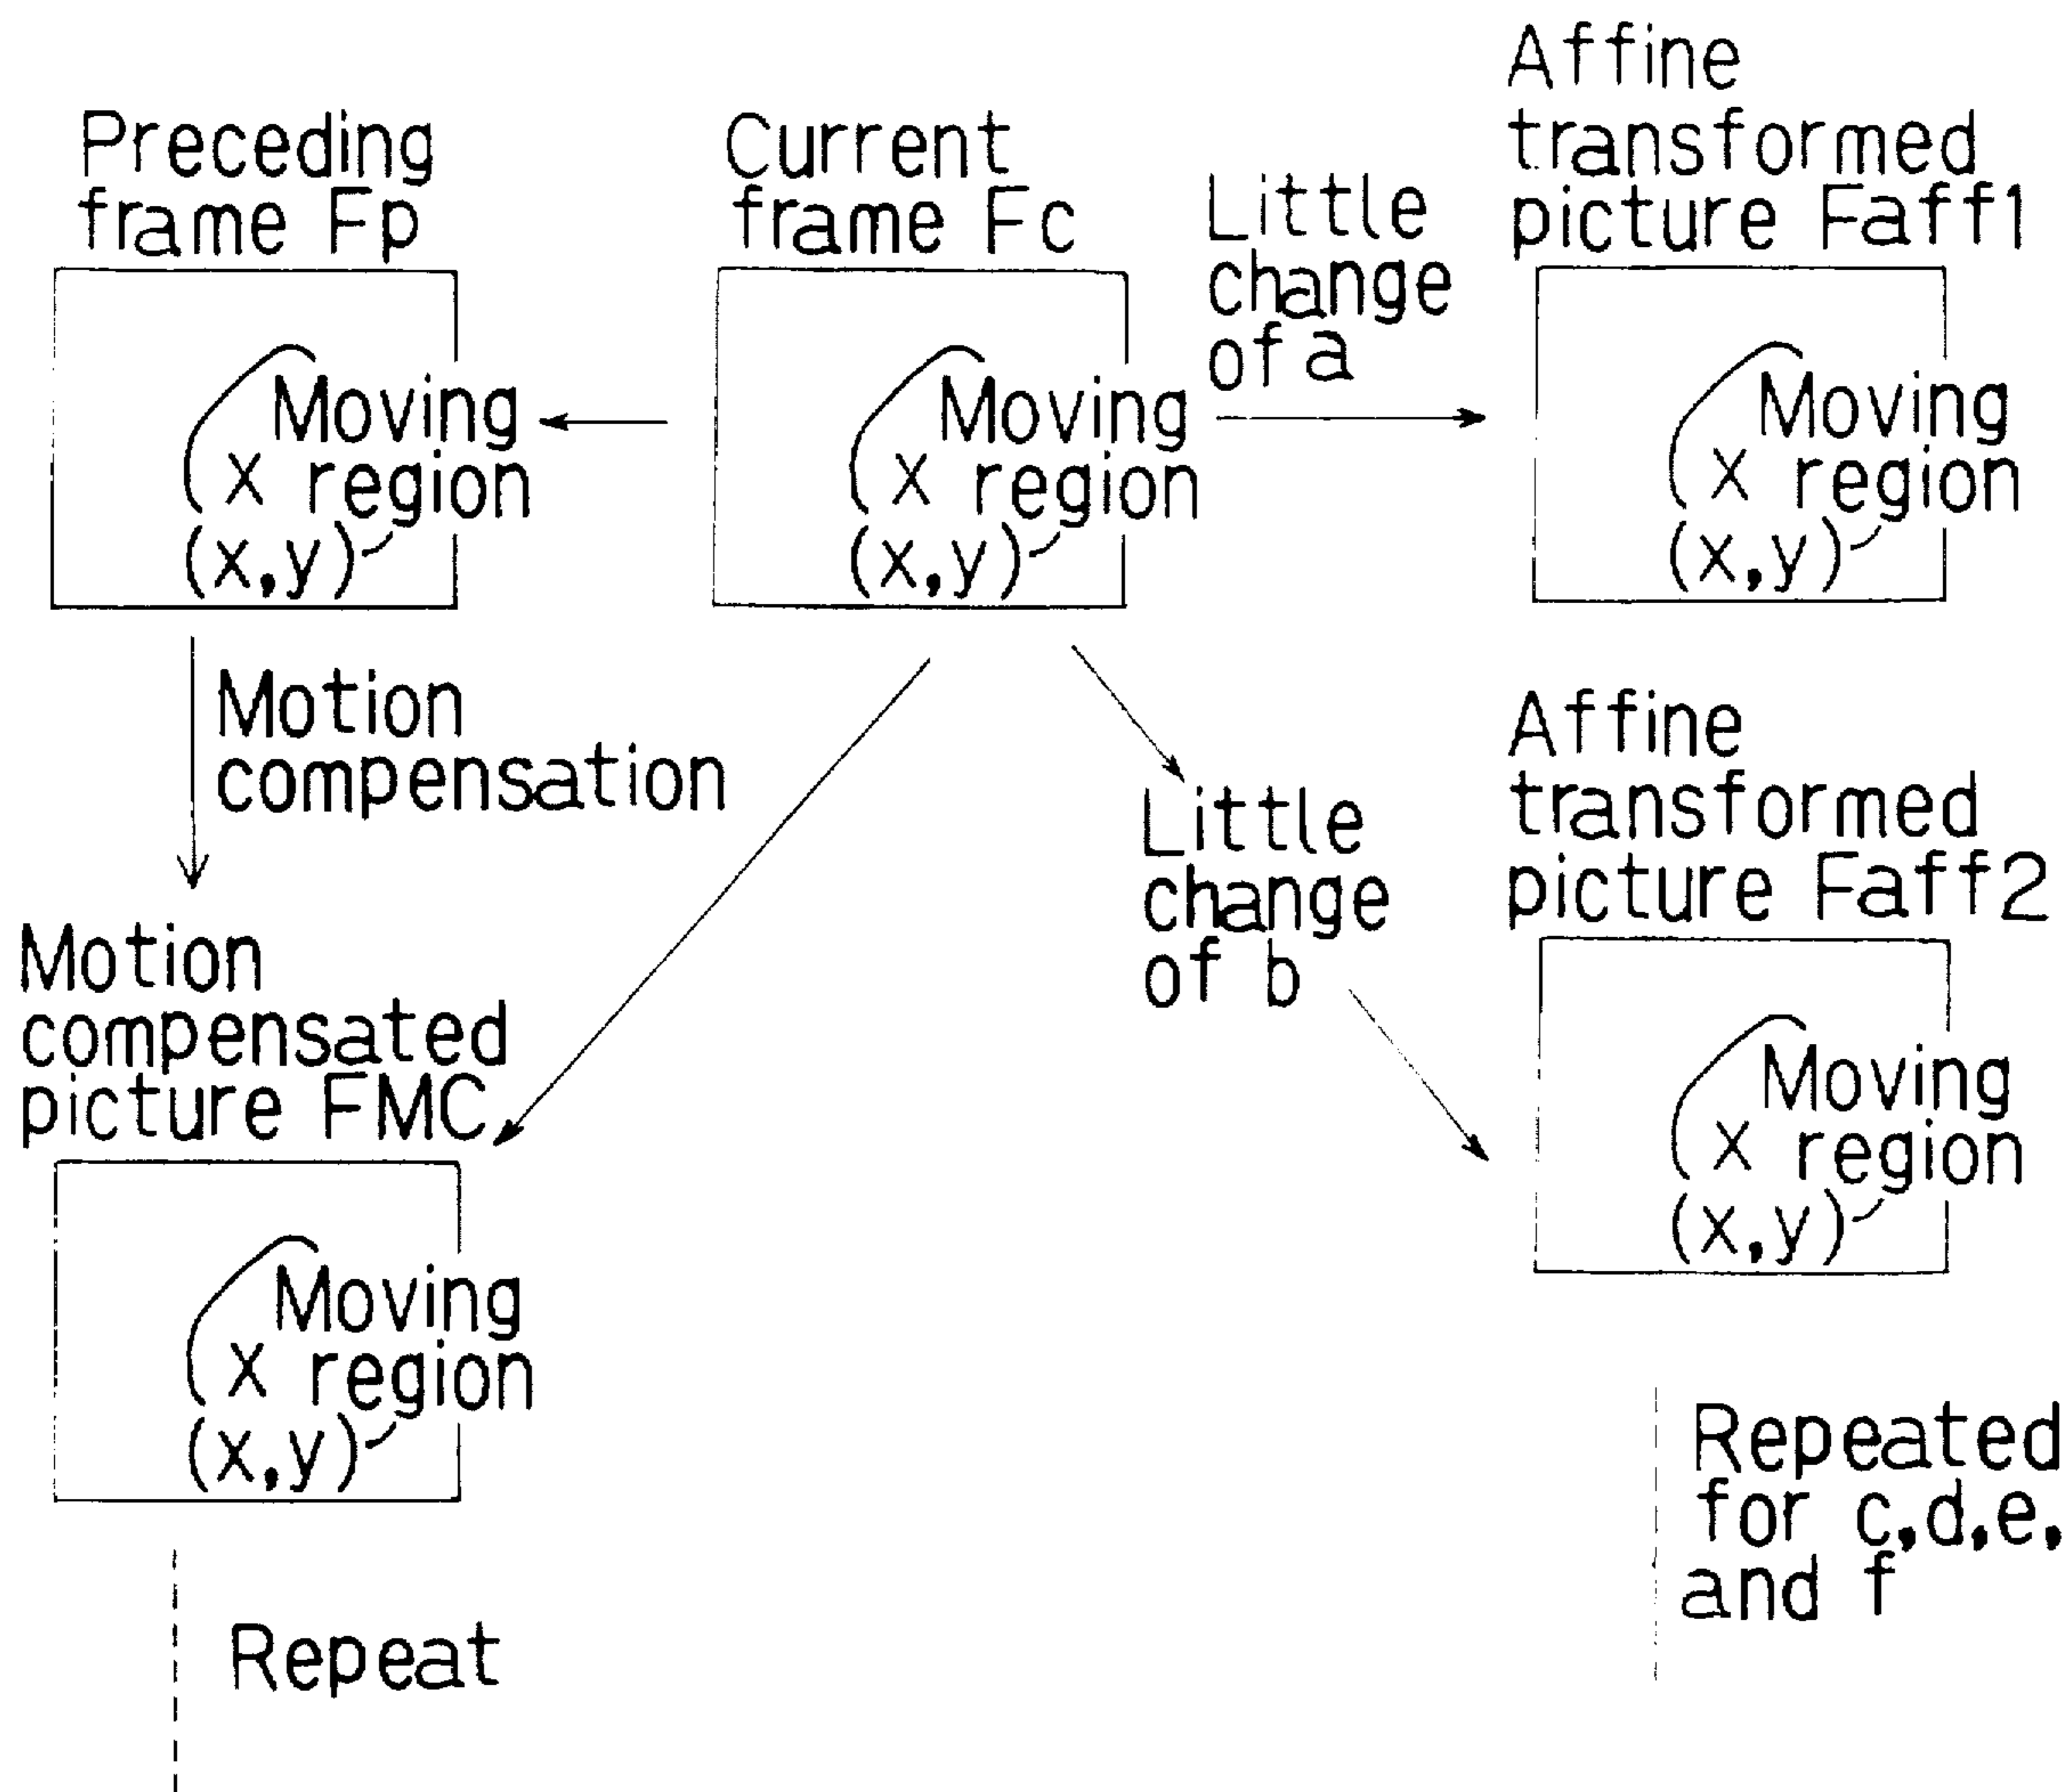 Preceding
frame Fp
Moving
x region
(x,y)
Current
frame Fc
Moving
x region
(x,y)
Little
change
of a
Affine
transformed
picture Faff1
Moving
x region
(x,y)
Motion
compensation
Little
change
of b
Affine
transformed
picture Faff2
Moving
x region
(x,y)
Motion
compensated
picture FMC
Moving
x region
(x,y)
Repeat
Repeated
for c,d,e,
and f